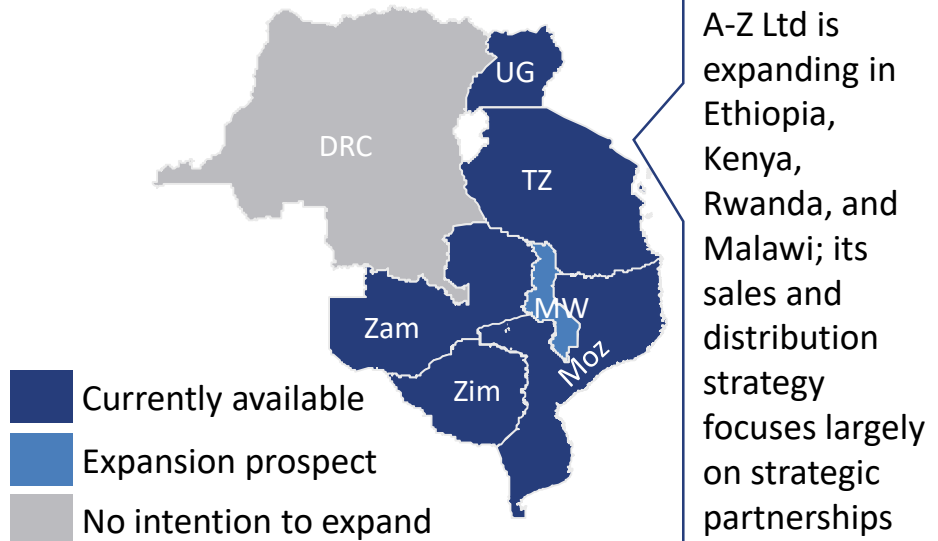 UG
DRC
TZ
MW
Zam
Moz
Zim
Currently available
Expansion prospect
No intention to expand
A-Z Ltd is
expanding in
Ethiopia,
Kenya,
Rwanda, and
Malawi; its
sales and
distribution
strategy
focuses largely
on strategic
partnerships